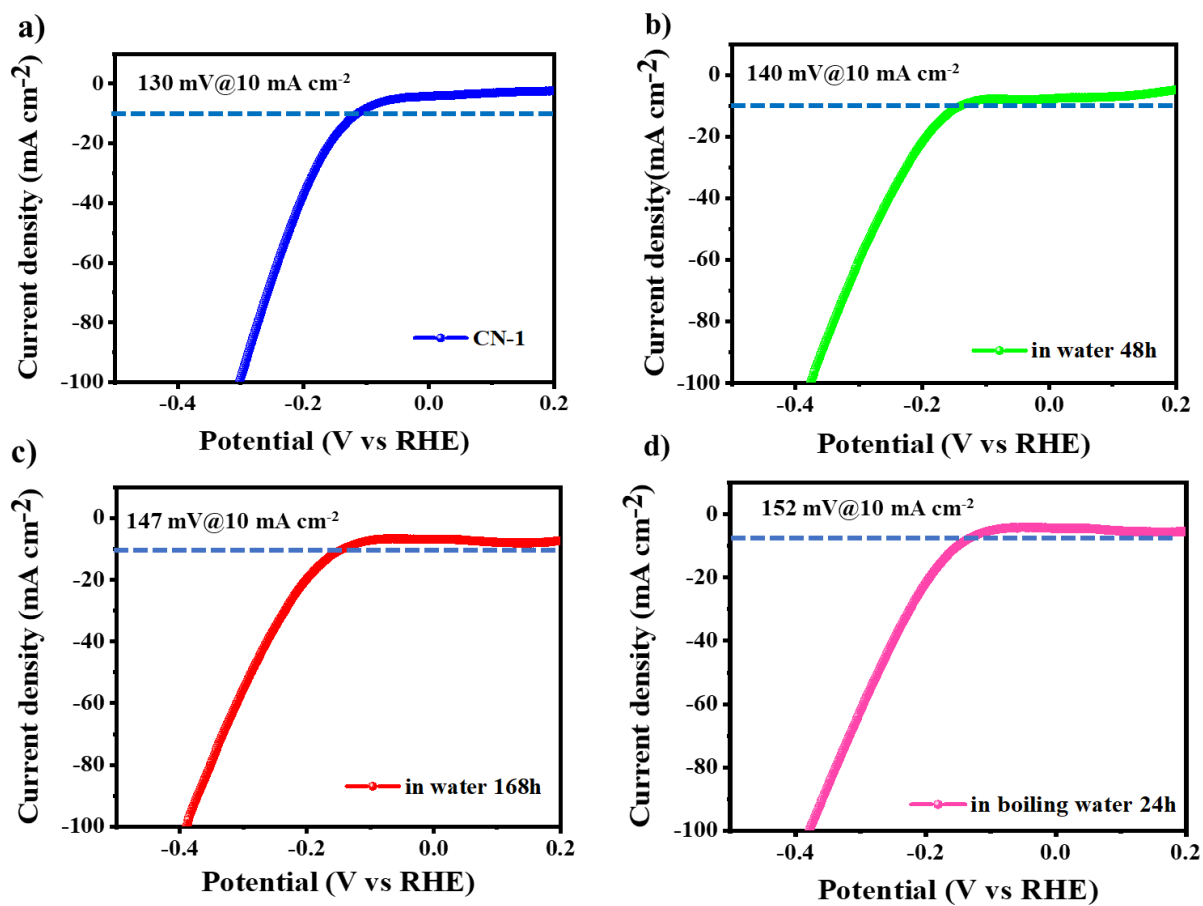 a)
130 mV@10 mA cm-2
Current density (mA cm-2)
0
-20
-40
-60
-80
-100
CN-1
-0.4
-0.2
0.0
0.2
Potential (V vs RHE)
b)
140 mV@10 mA cm-2
Current density(mA cm-2)
0
-20
-40
-60
-80
-100
in water 48h
-0.4
-0.2
0.0
0.2
Potential (V vs RHE)
c)
147 mV@10 mA cm-2
Current density (mA cm-2)
0
-20
-40
-60
-80
-100
in water 168h
-0.4
-0.2
0.0
0.2
Potential (V vs RHE)
d)
152 mV@10 mA cm-2
Current density (mA cm-2)
0
-20
-40
-60
-80
-100
in boiling water 24h
-0.4
-0.2
0.0
0.2
Potential (V vs RHE)